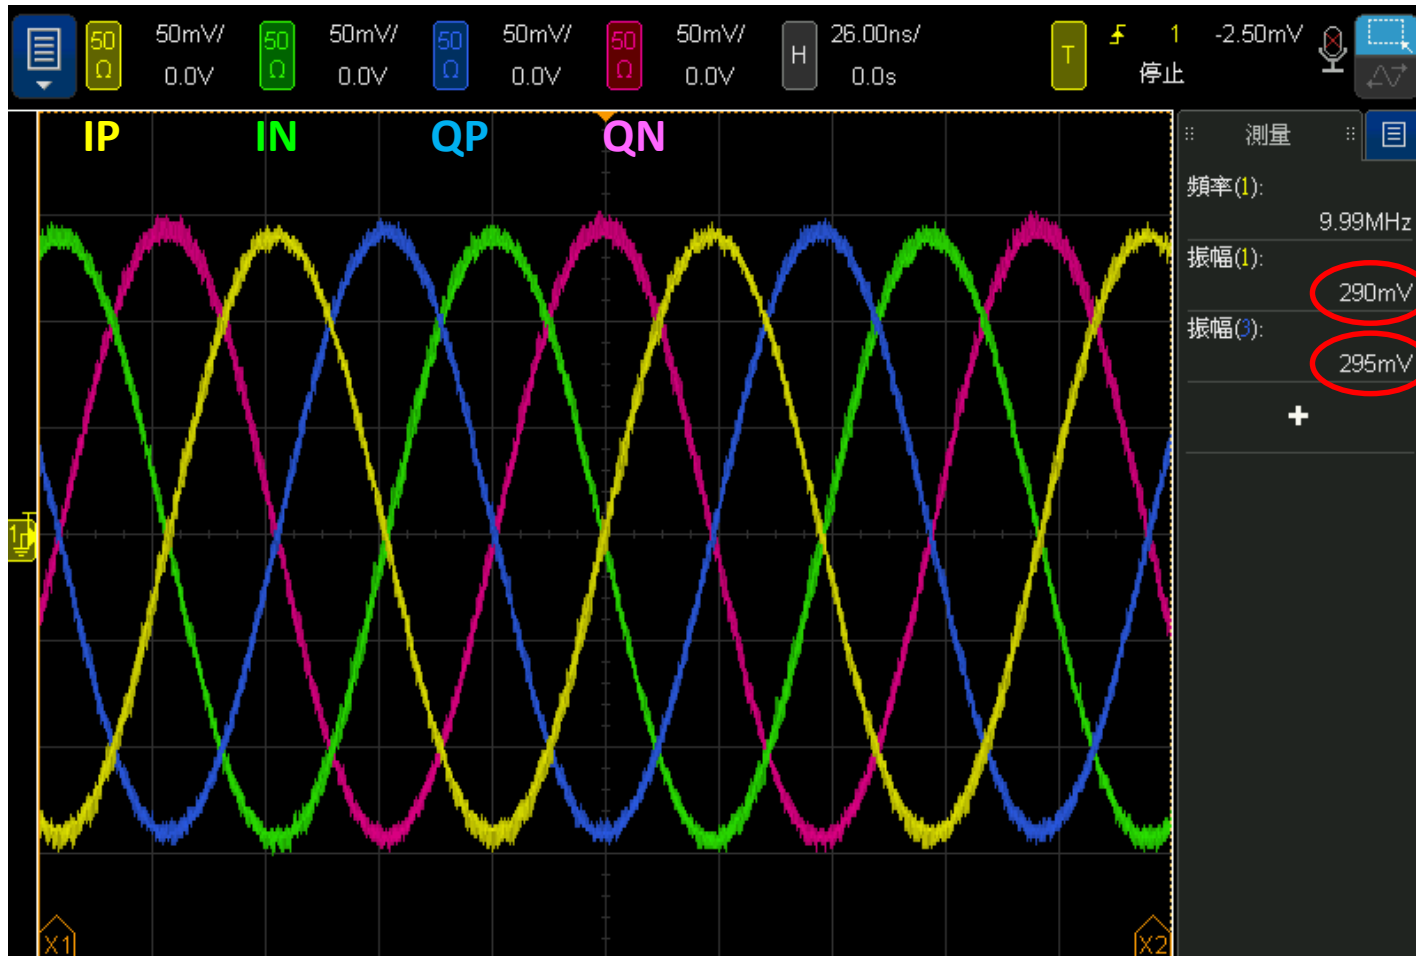 50 Ω 50mV/ 0.0V
50 Ω 50mV/ 0.0V
50 Ω 50mV/ 0.0V
50 Ω 50mV/ 0.0V
H 26.00ns/ 0.0s
T 1 -2.50mV
停止
IP IN QP QN
測量
頻率(1):
9.99MHz
振幅(1):
290mV
振幅(3):
295mV
+
T
1
X1 X2